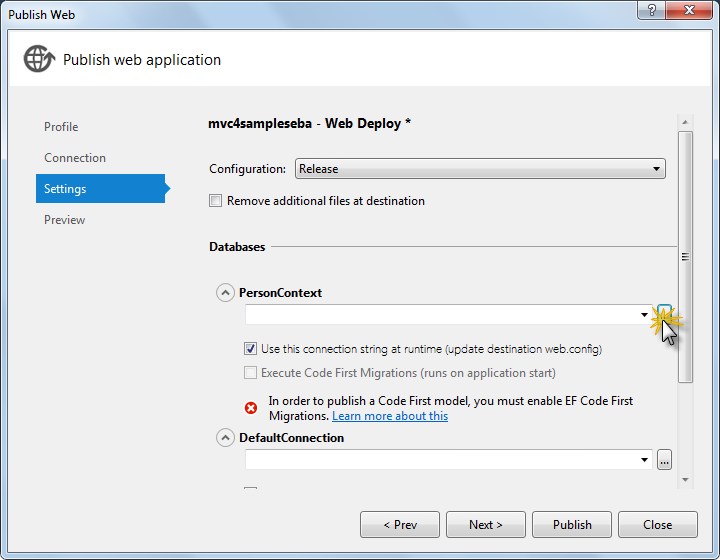 Publish Web
?
Publish web application
Profile
Connection
Settings
Preview
mvc4sampleseba - Web Deploy *
Configuration: Release
Remove additional files at destination
Databases
PersonContext
Use this connection string at runtime (update destination web.config)
Execute Code First Migrations (runs on application start)
In order to publish a Code First model, you must enable EF Code First
Migrations. Learn more about this
DefaultConnection
...
< Prev
Next >
Publish
Close